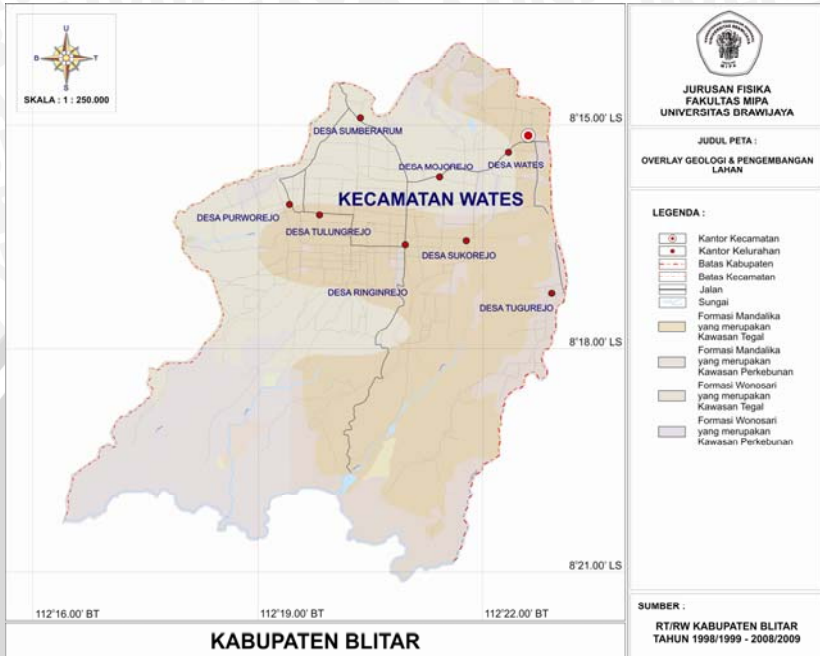 U
B T
S
SKALA : 1 : 250.000
DESA SUMBERARUM
DESA MOJOREJO
DESA WATES
KECAMATAN WATES
DESA PURWOREJO
DESA TULUNGREJO
DESA SUKOREJO
DESA RINGINREJO
DESA TUGUREJO
8°15.00' LS
8°18.00' LS
8°21.00' LS
112°16.00' BT
112°19.00' BT
112°22.00' BT
KABUPATEN BLITAR
JURUSAN FISIKA
FAKULTAS MIPA
UNIVERSITAS BRAWIJAYA
JUDUL PETA :
OVERLAY GEOLOGI & PENGEMBANGAN
LAHAN
LEGENDA :
Kantor Kecamatan
Kantor Kelurahan
Batas Kabupaten
Batas Kecamatan
Jalan
Sungai
Formasi Mandalika
yang merupakan
Kawasan Tegal
Formasi Mandalika
yang merupakan
Kawasan Perkebunan
Formasi Wonosari
yang merupakan
Kawasan Tegal
Formasi Wonosari
yang merupakan
Kawasan Perkebunan
SUMBER :
RT/RW KABUPATEN BLITAR
TAHUN 1998/1999 - 2008/2009